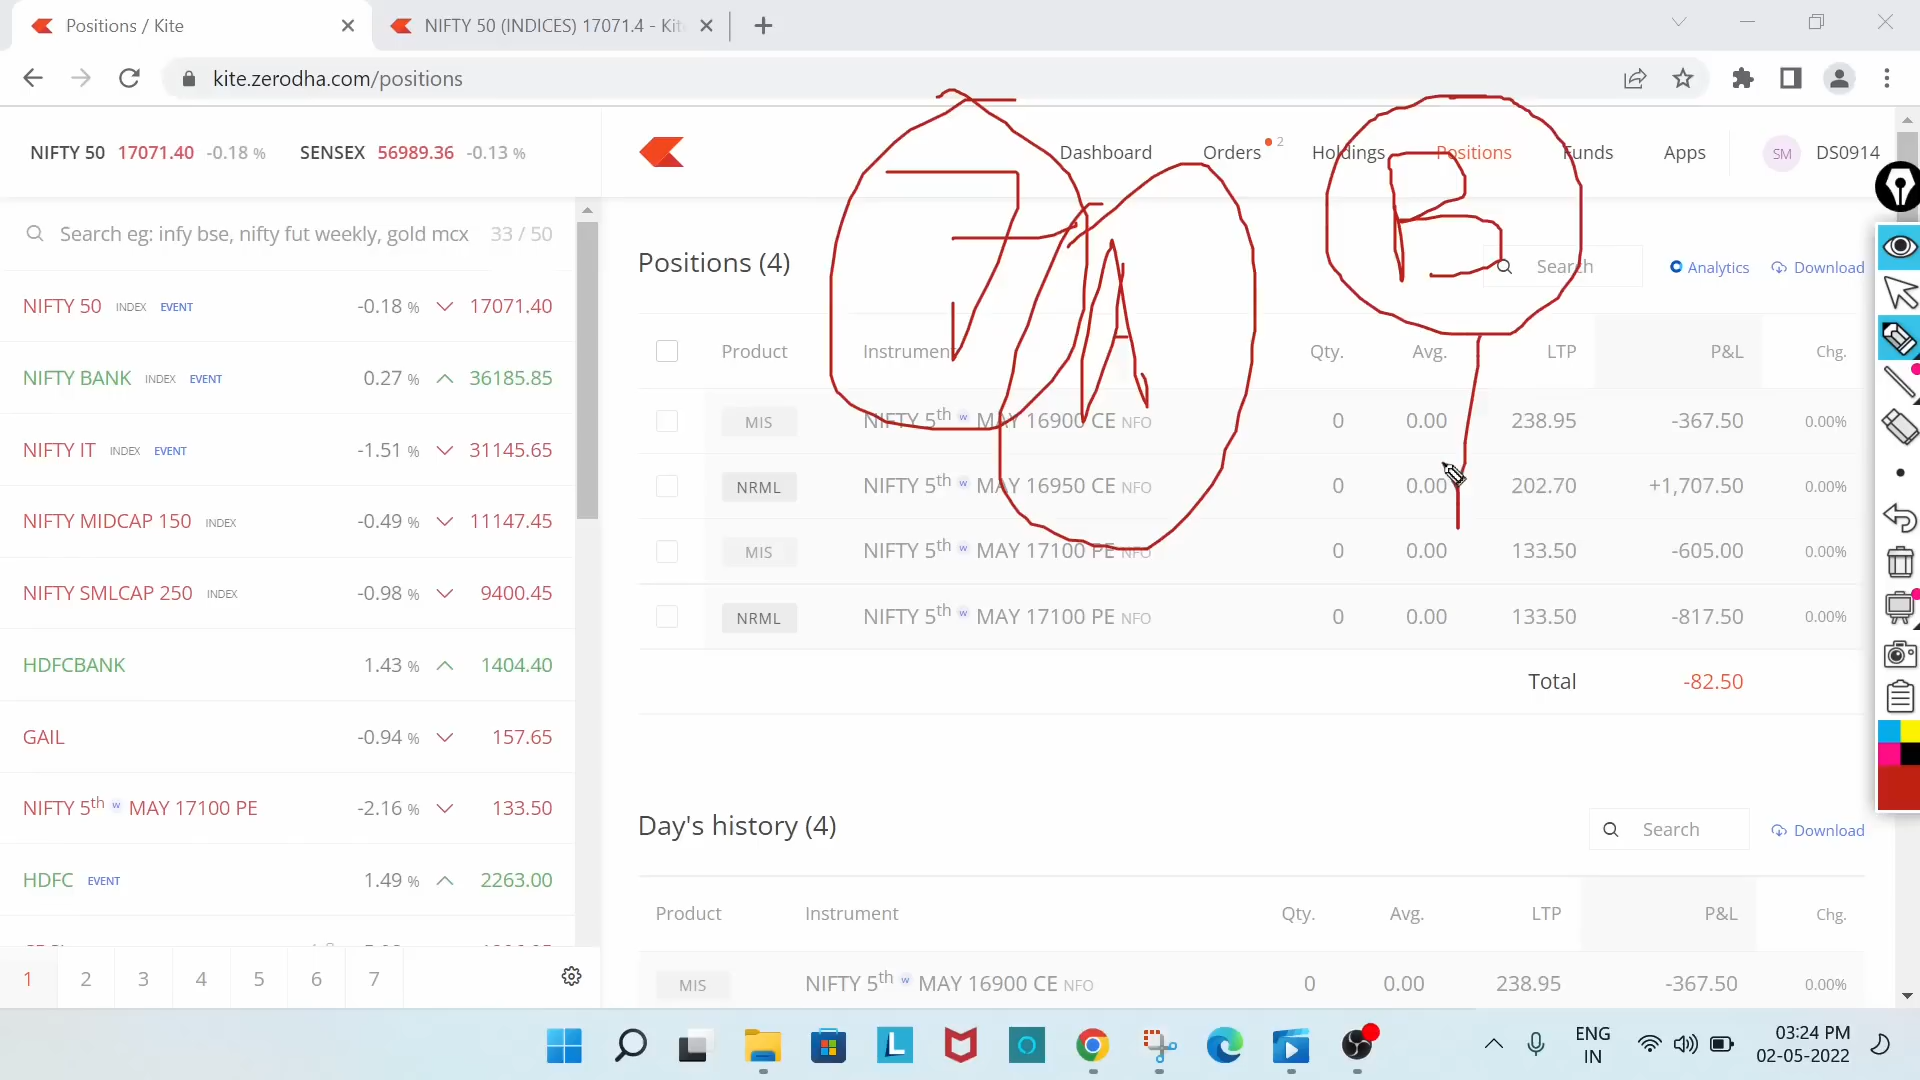 Positions / Kite
NIFTY 50 (INDICES) 17071.4 - Kit
kite.zerodha.com/positions
NIFTY 50 17071.40 -0.18 % SENSEX 56989.36 -0.13 %
Dashboard Orders 2 Holdings Positions Funds Apps SM DS0914
Search eg: infy bse, nifty fut weekly, gold mcx 33 / 50
NIFTY 50 INDEX EVENT -0.18 % 17071.40
NIFTY BANK INDEX EVENT 0.27 % 36185.85
NIFTY IT INDEX EVENT -1.51 % 31145.65
NIFTY MIDCAP 150 INDEX -0.49 % 11147.45
NIFTY SMLCAP 250 INDEX -0.98 % 9400.45
HDFCBANK 1.43 % 1404.40
GAIL -0.94 % 157.65
NIFTY 5th w MAY 17100 PE -2.16 % 133.50
HDFC EVENT 1.49 % 2263.00
1 2 3 4 5 6 7
A
B
Positions (4) Search Analytics Download
Product Instrument Qty. Avg. LTP P&L Chg.
MIS NIFTY 5th w MAY 16900 CE NFO 0 0.00 238.95 -367.50 0.00%
NRML NIFTY 5th w MAY 16950 CE NFO 0 0.00 202.70 +1,707.50 0.00%
MIS NIFTY 5th w MAY 17100 PE NFO 0 0.00 133.50 -605.00 0.00%
NRML NIFTY 5th w MAY 17100 PE NFO 0 0.00 133.50 -817.50 0.00%
Total -82.50
Day's history (4) Search Download
Product Instrument Qty. Avg. LTP P&L Chg.
MIS NIFTY 5th w MAY 16900 CE NFO 0 0.00 238.95 -367.50 0.00%
ENG
IN
03:24 PM
02-05-2022